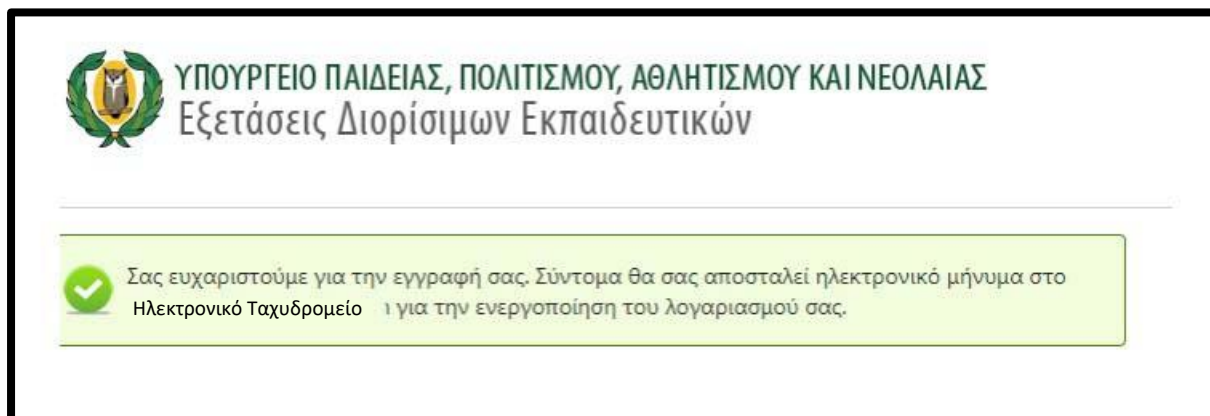 ΥΠΟΥΡΓΕΙΟ ΠΑΙΔΕΙΑΣ, ΠΟΛΙΤΙΣΜΟΥ, ΑΘΛΗΤΙΣΜΟΥ ΚΑΙ ΝΕΟΛΑΙΑΣ
Εξετάσεις Διορίσιμων Εκπαιδευτικών
Σας ευχαριστούμε για την εγγραφή σας. Σύντομα θα σας αποσταλεί ηλεκτρονικό μήνυμα στο
Ηλεκτρονικό Ταχυδρομείο για την ενεργοποίηση του λογαριασμού σας.